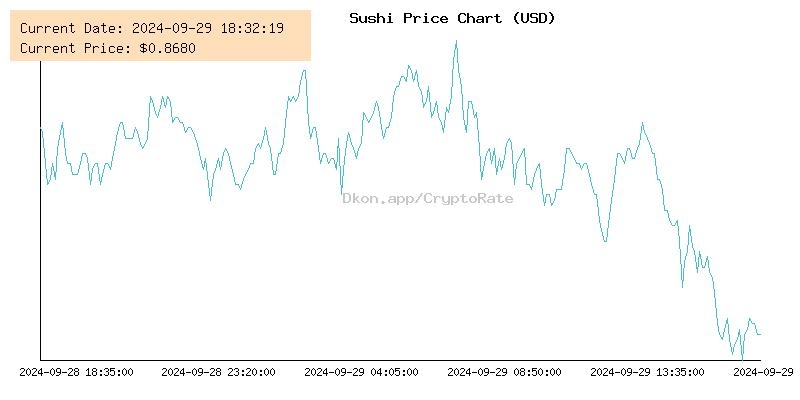 Sushi Price Chart (USD)
Current Date: 2024-09-29 18:32:19
Current Price: $0.8680
Dkon.app/CryptoRate
2024-09-28 18:35:00 2024-09-28 23:20:00 2024-09-29 04:05:00 2024-09-29 08:50:00 2024-09-29 13:35:00 2024-09-29